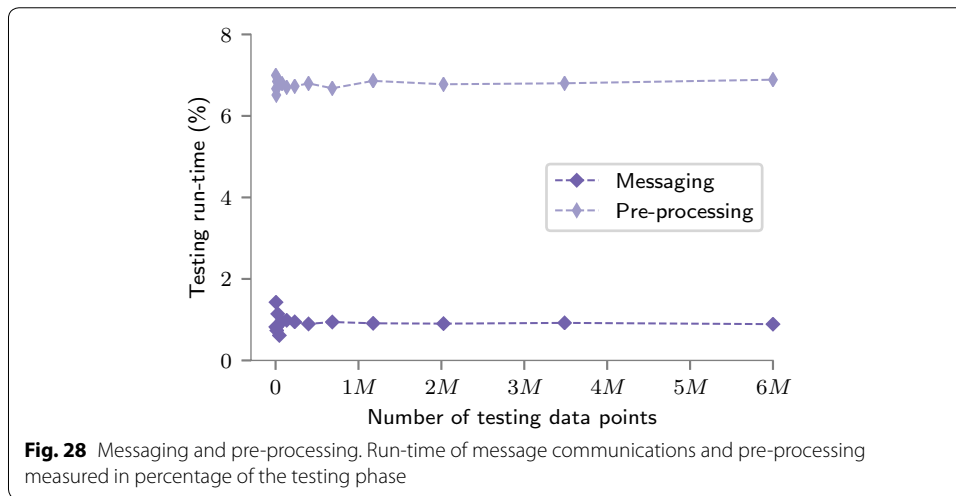 8
6
4
2
0
Testing run-time (%)
Messaging
Pre-processing
0 1M 2M 3M 4M 5M 6M
Number of testing data points
Fig. 28 Messaging and pre-processing. Run-time of message communications and pre-processing
measured in percentage of the testing phase